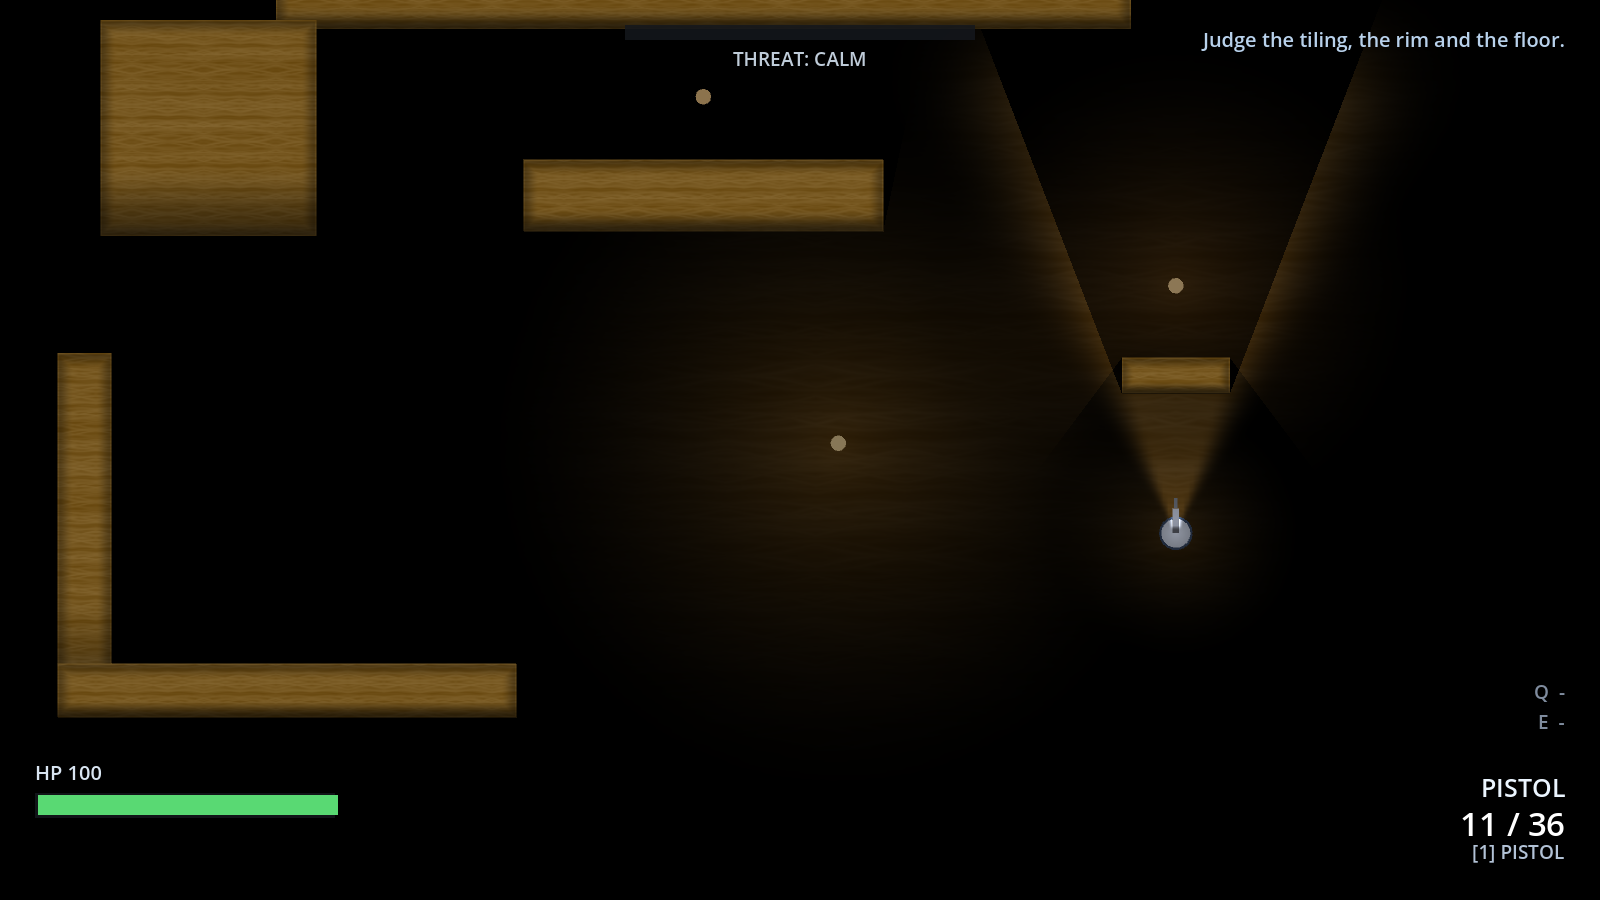 THREAT: CALM
Judge the tiling, the rim and the floor.
Q -
E -
HP 100
PISTOL
11 / 36
[1] PISTOL